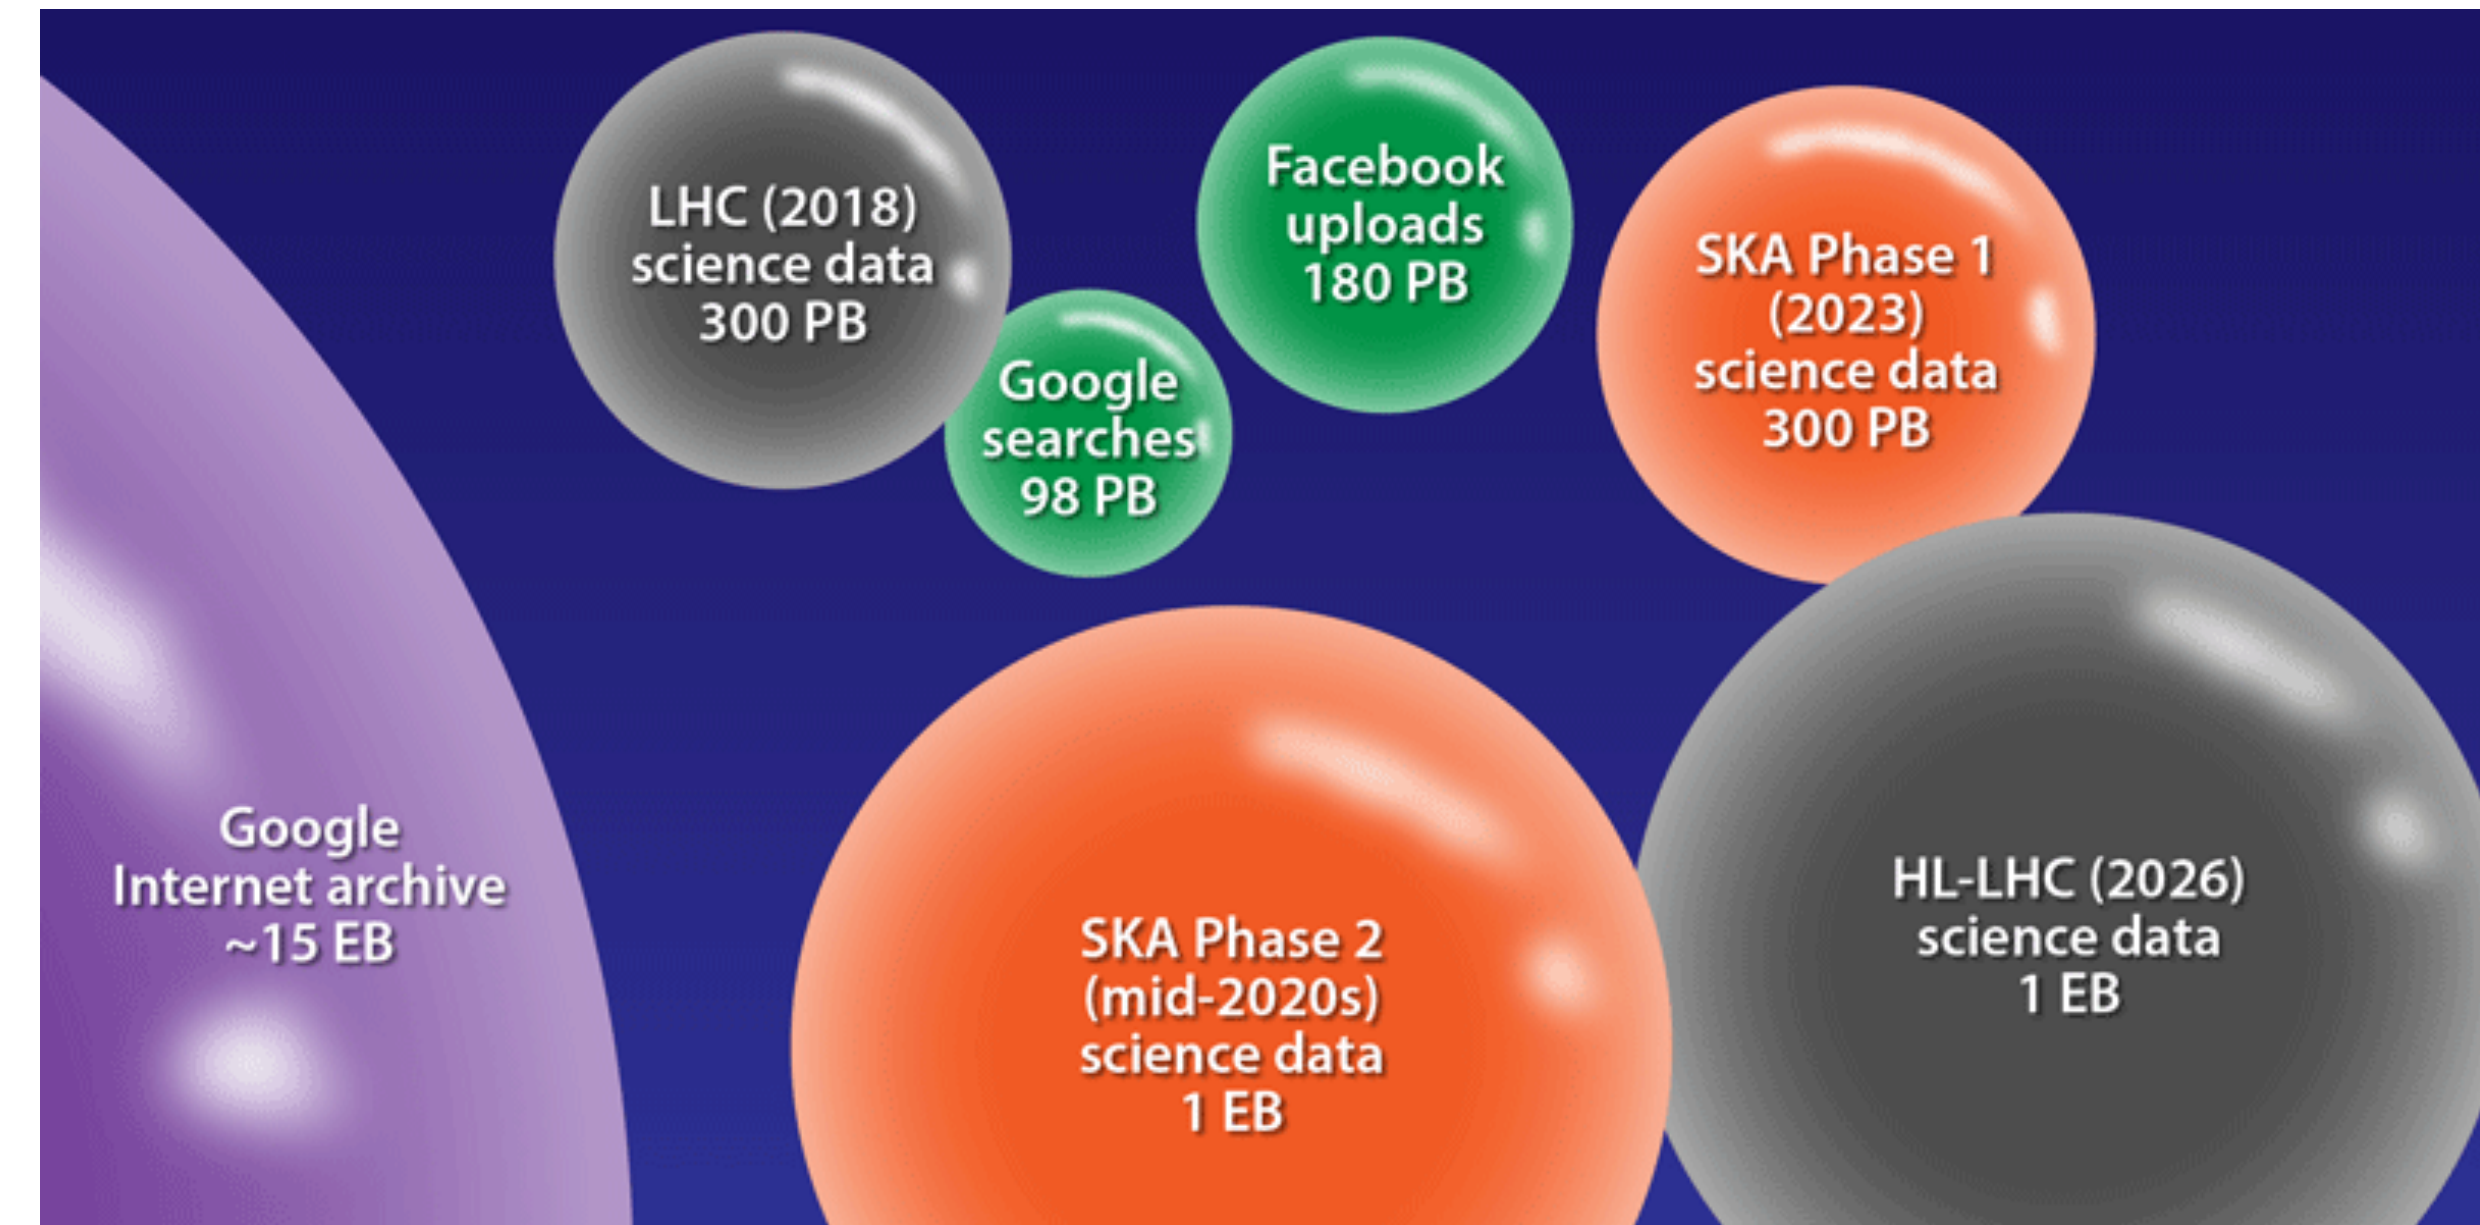 LHC (2018)
science data
300 PB
Google
searches
98 PB
Facebook
uploads
180 PB
SKA Phase 1
(2023)
science data
300 PB
Google
Internet archive
~15 EB
SKA Phase 2
(mid-2020s)
science data
1 EB
HL-LHC (2026)
science data
1 EB